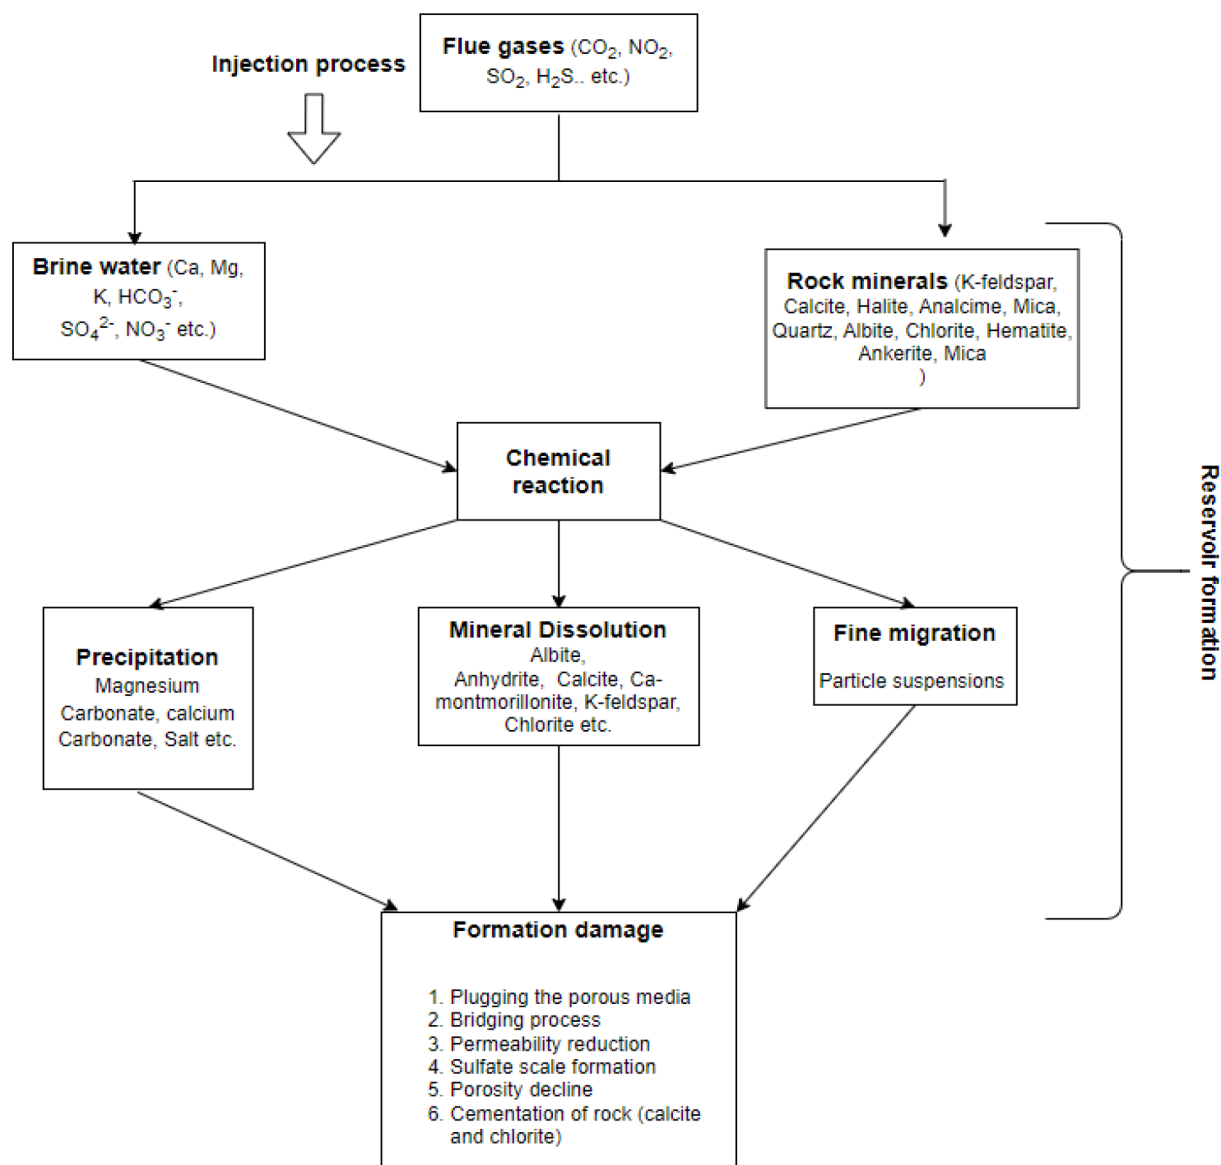 Flue gases (CO₂, NO₂,
SO₂, H₂S.. etc.)
Injection process
Brine water (Ca, Mg,
K, HCO₃⁻,
SO₄²⁻, NO₃⁻ etc.)
Rock minerals (K-feldspar,
Calcite, Halite, Analcime, Mica,
Quartz, Albite, Chlorite, Hematite,
Ankerite, Mica
)
Chemical
reaction
Reservoir formation
Precipitation
Magnesium
Carbonate, calcium
Carbonate, Salt etc.
Mineral Dissolution
Albite,
Anhydrite, Calcite, Ca-
montmorillonite, K-feldspar,
Chlorite etc.
Fine migration
Particle suspensions
Formation damage
1. Plugging the porous media
2. Bridging process
3. Permeability reduction
4. Sulfate scale formation
5. Porosity decline
6. Cementation of rock (calcite
and chlorite)